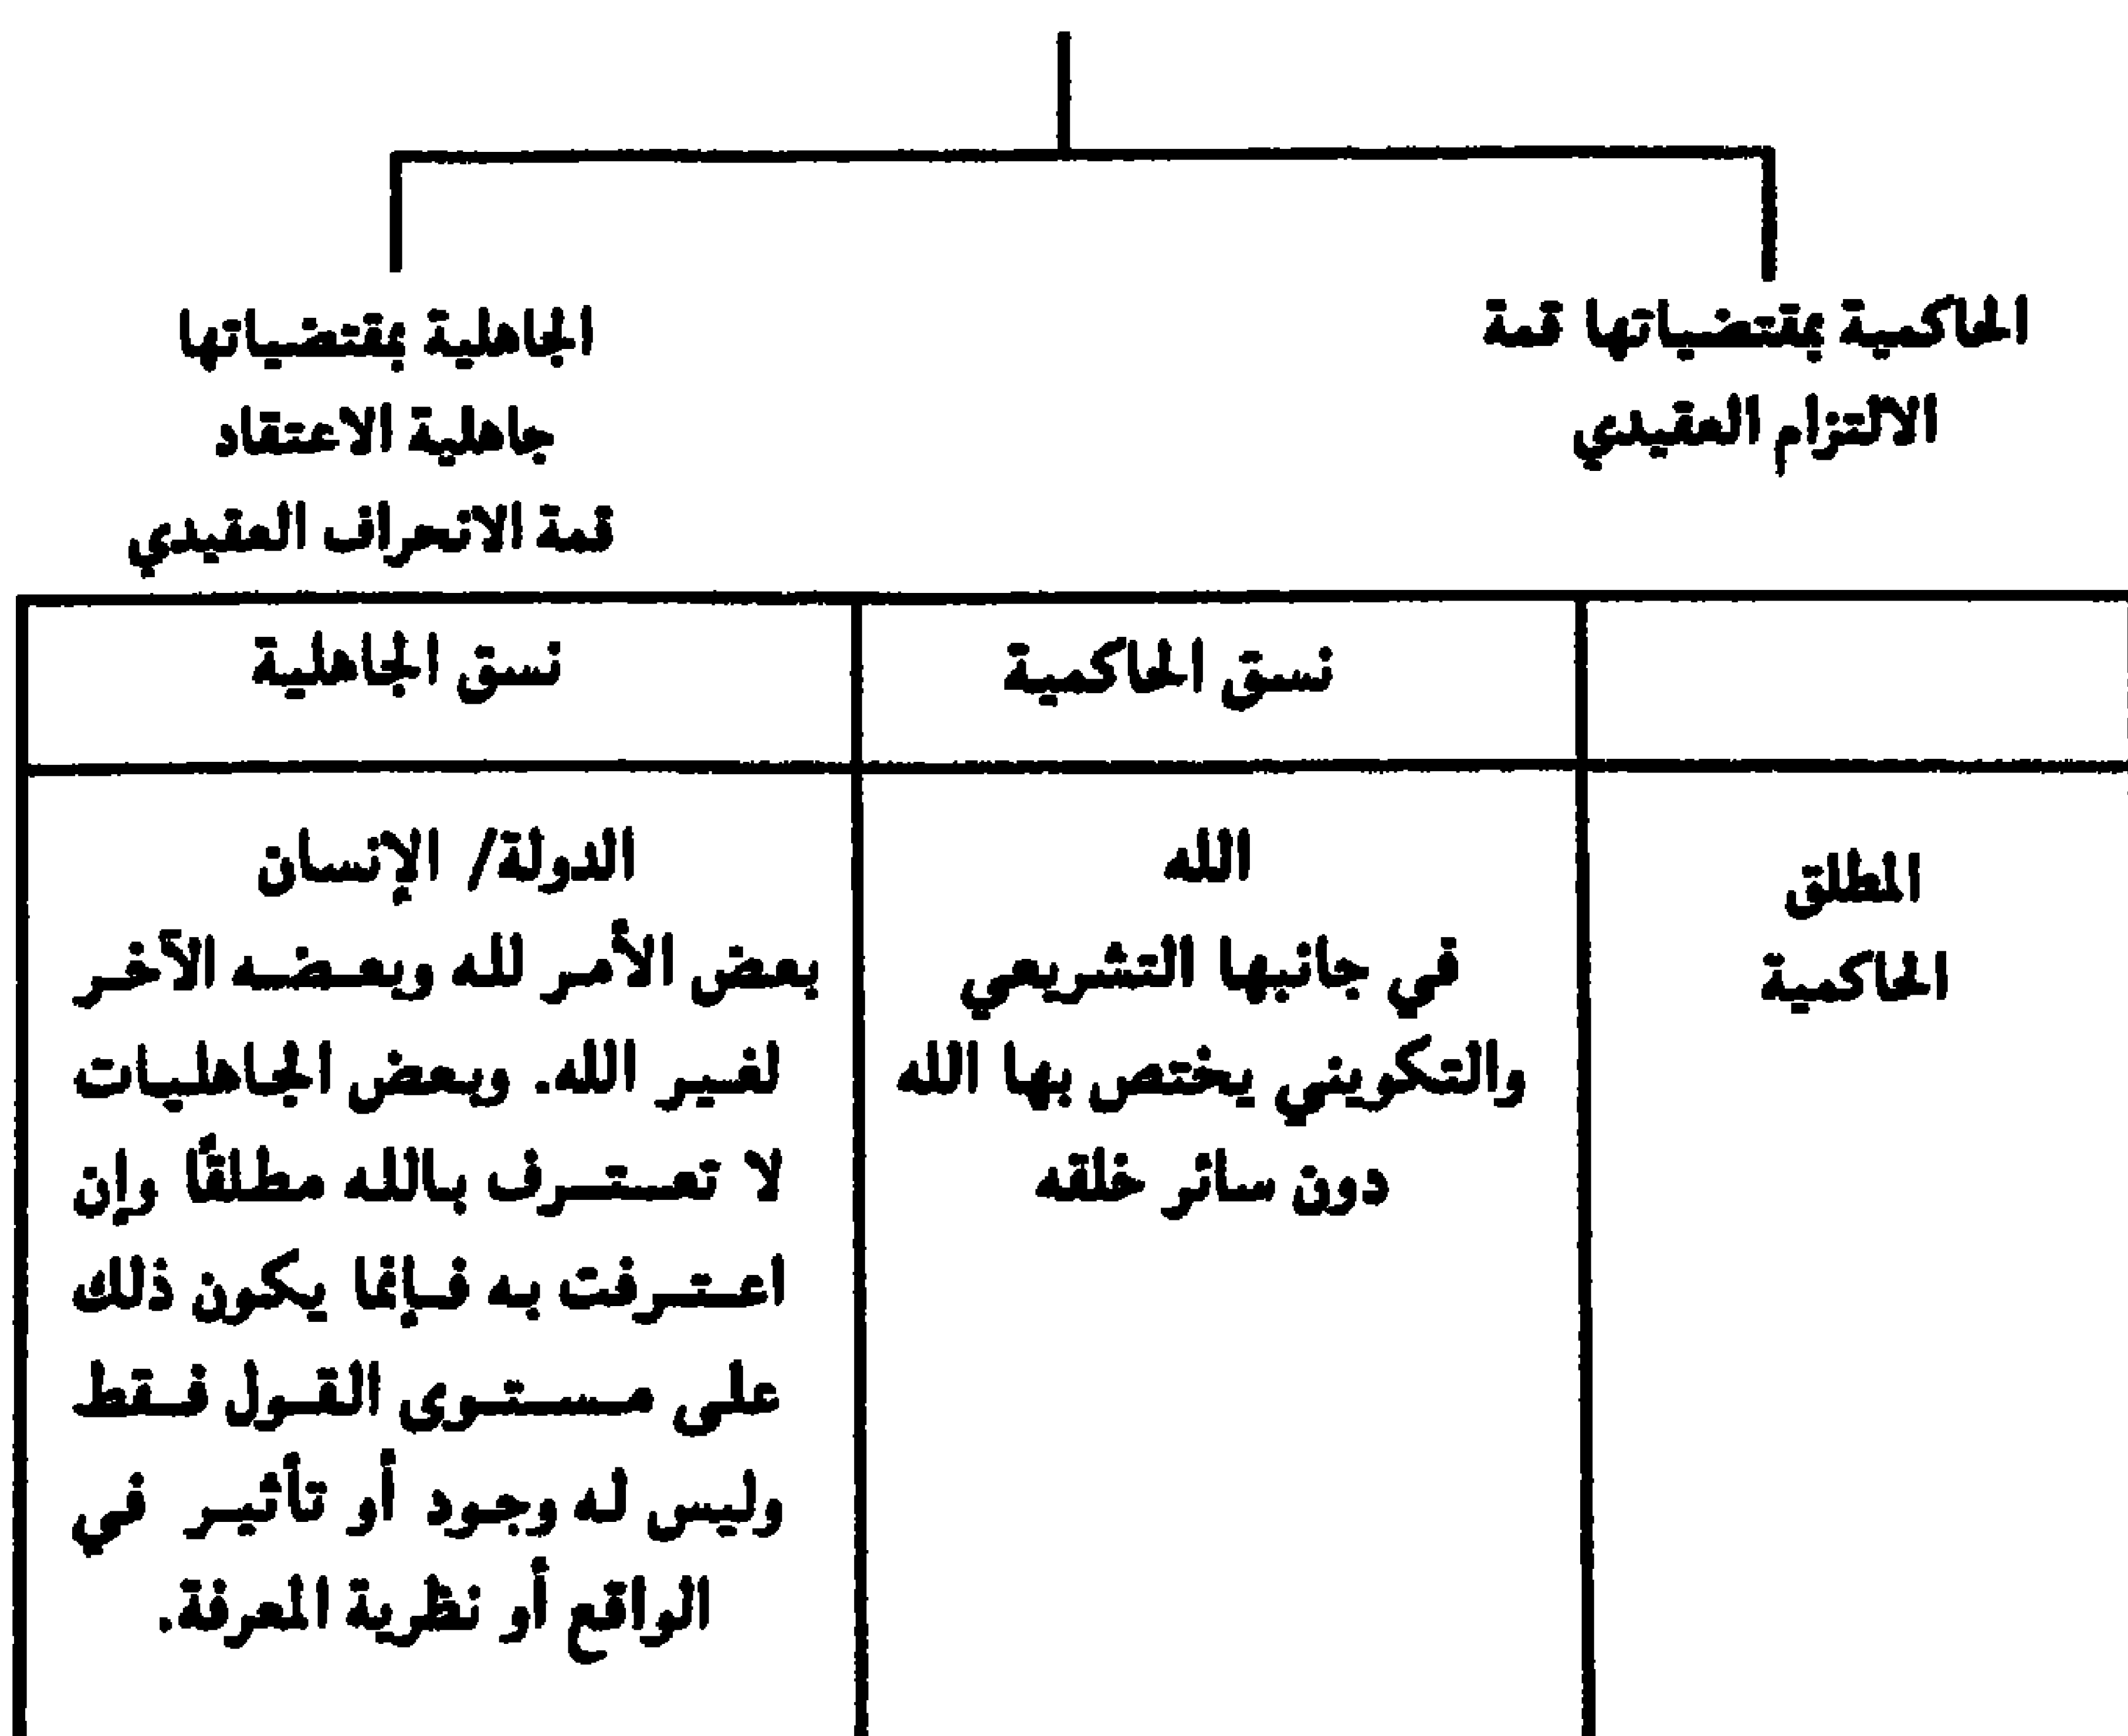 الحاكمية بمقتضياتها قمة
الالتزام العقيدي
الجاهلية بمقتضياتها
جاهلية الاعتقاد
قمة الانحراف العقيدي
نسق الحاكمية
نسق الجاهلية
المطلق
الحاكمية
الله
في جانبها التشريعي
والتكويني يختص بها الله
دون سائر خلقه
الدولة/ الإنسان
بعض الأمر لله وبعضه الآخر
لغير الله. وبعض الجاهليات
لا تعترف بالله مطلقًا وإن
اعترفت به فإنما يكون ذلك
على مستوى القول فقط
وليس له وجود أو تأثير في
الواقع أو نظرية المعرفة.